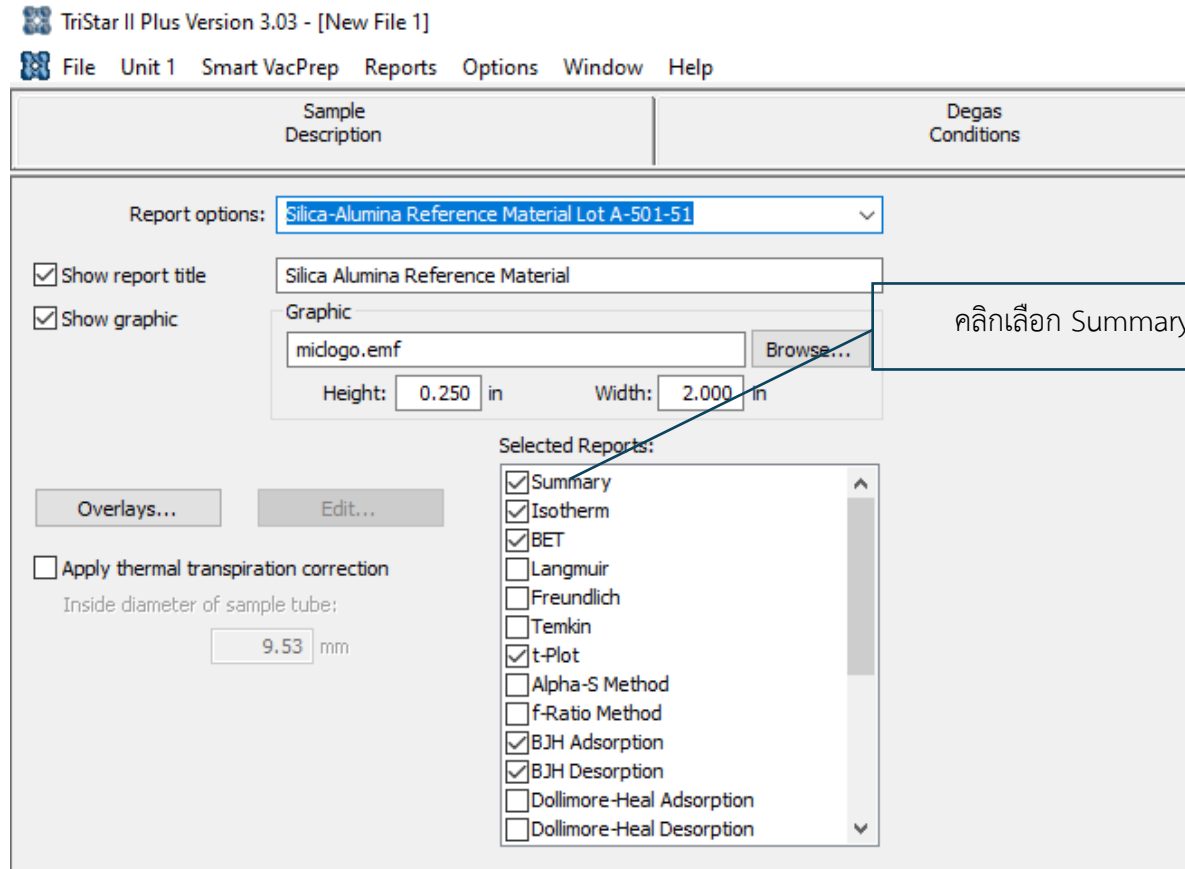 TriStar II Plus Version 3.03 - [New File 1]
File Unit 1 Smart VacPrep Reports Options Window Help
Sample
Description
Degas
Conditions
Report options: Silica-Alumina Reference Material Lot A-501-51
Show report title Silica Alumina Reference Material
Show graphic
Graphic
miclogo.emf Browse...
Height: 0.250 in Width: 2.000 in
คลิกเลือก Summary
Selected Reports:
Summary
Isotherm
BET
Langmuir
Freundlich
Temkin
t-Plot
Alpha-S Method
f-Ratio Method
BJH Adsorption
BJH Desorption
Dollimore-Heal Adsorption
Dollimore-Heal Desorption
Overlays... Edit...
Apply thermal transpiration correction
Inside diameter of sample tube:
9.53 mm